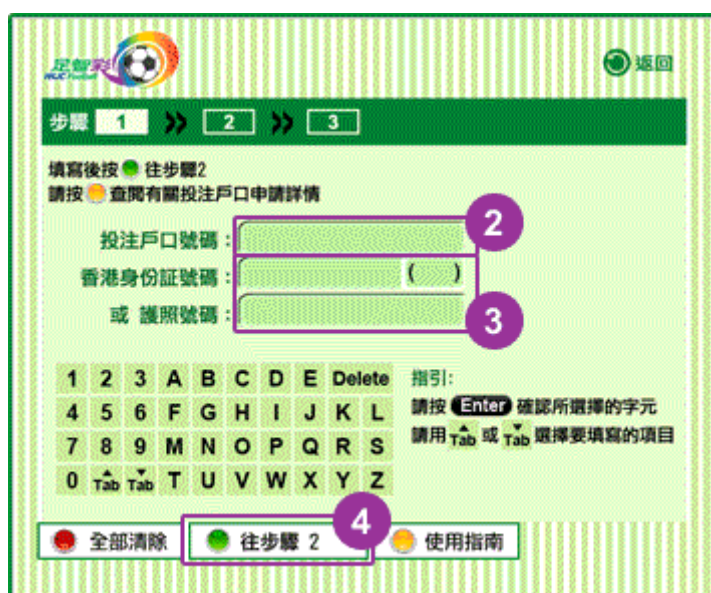 足智彩
HKJC Football
返回
步驟 1 2 3
填寫後按 往步驟2
請按 查閱有關投注戶口申請詳情
投注戶口號碼 :
2
香港身份証號碼 : ( )
或 護照號碼 :
3
1 2 3 A B C D E Delete
4 5 6 F G H I J K L
7 8 9 M N O P Q R S
0 Tab Tab T U V W X Y Z
指引:
請按 Enter 確認所選擇的字元
請用 Tab 或 Tab 選擇要填寫的項目
4
全部清除 往步驟 2 使用指南